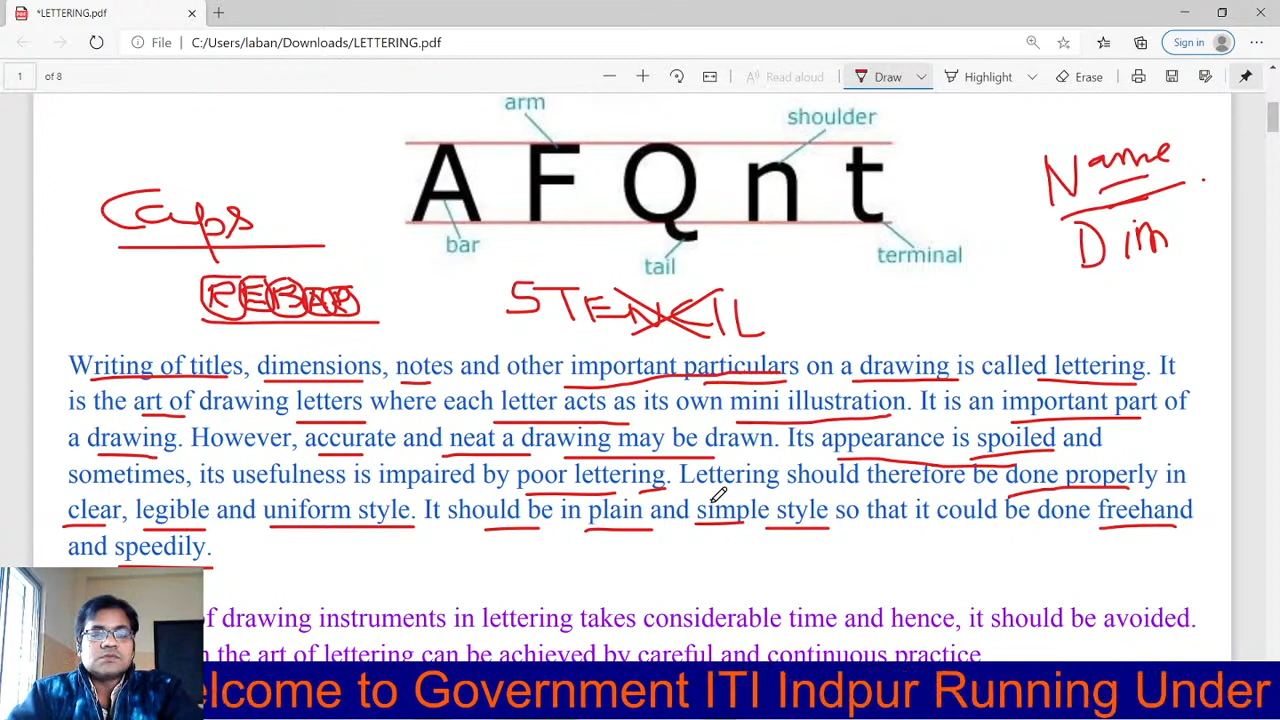 *LETTERING.pdf
File C:/Users/laban/Downloads/LETTERING.pdf Sign in
1 of 8 Read aloud Draw Highlight Erase
arm
shoulder
A F Q n t
Name
Caps
Dim
bar
tail
terminal
REBAR
STENCIL
Writing of titles, dimensions, notes and other important particulars on a drawing is called lettering. It
is the art of drawing letters where each letter acts as its own mini illustration. It is an important part of
a drawing. However, accurate and neat a drawing may be drawn. Its appearance is spoiled and
sometimes, its usefulness is impaired by poor lettering. Lettering should therefore be done properly in
clear, legible and uniform style. It should be in plain and simple style so that it could be done freehand
and speedily.
of drawing instruments in lettering takes considerable time and hence, it should be avoided.
the art of lettering can be achieved by careful and continuous practice
elcome to Government ITI Indpur Running Under